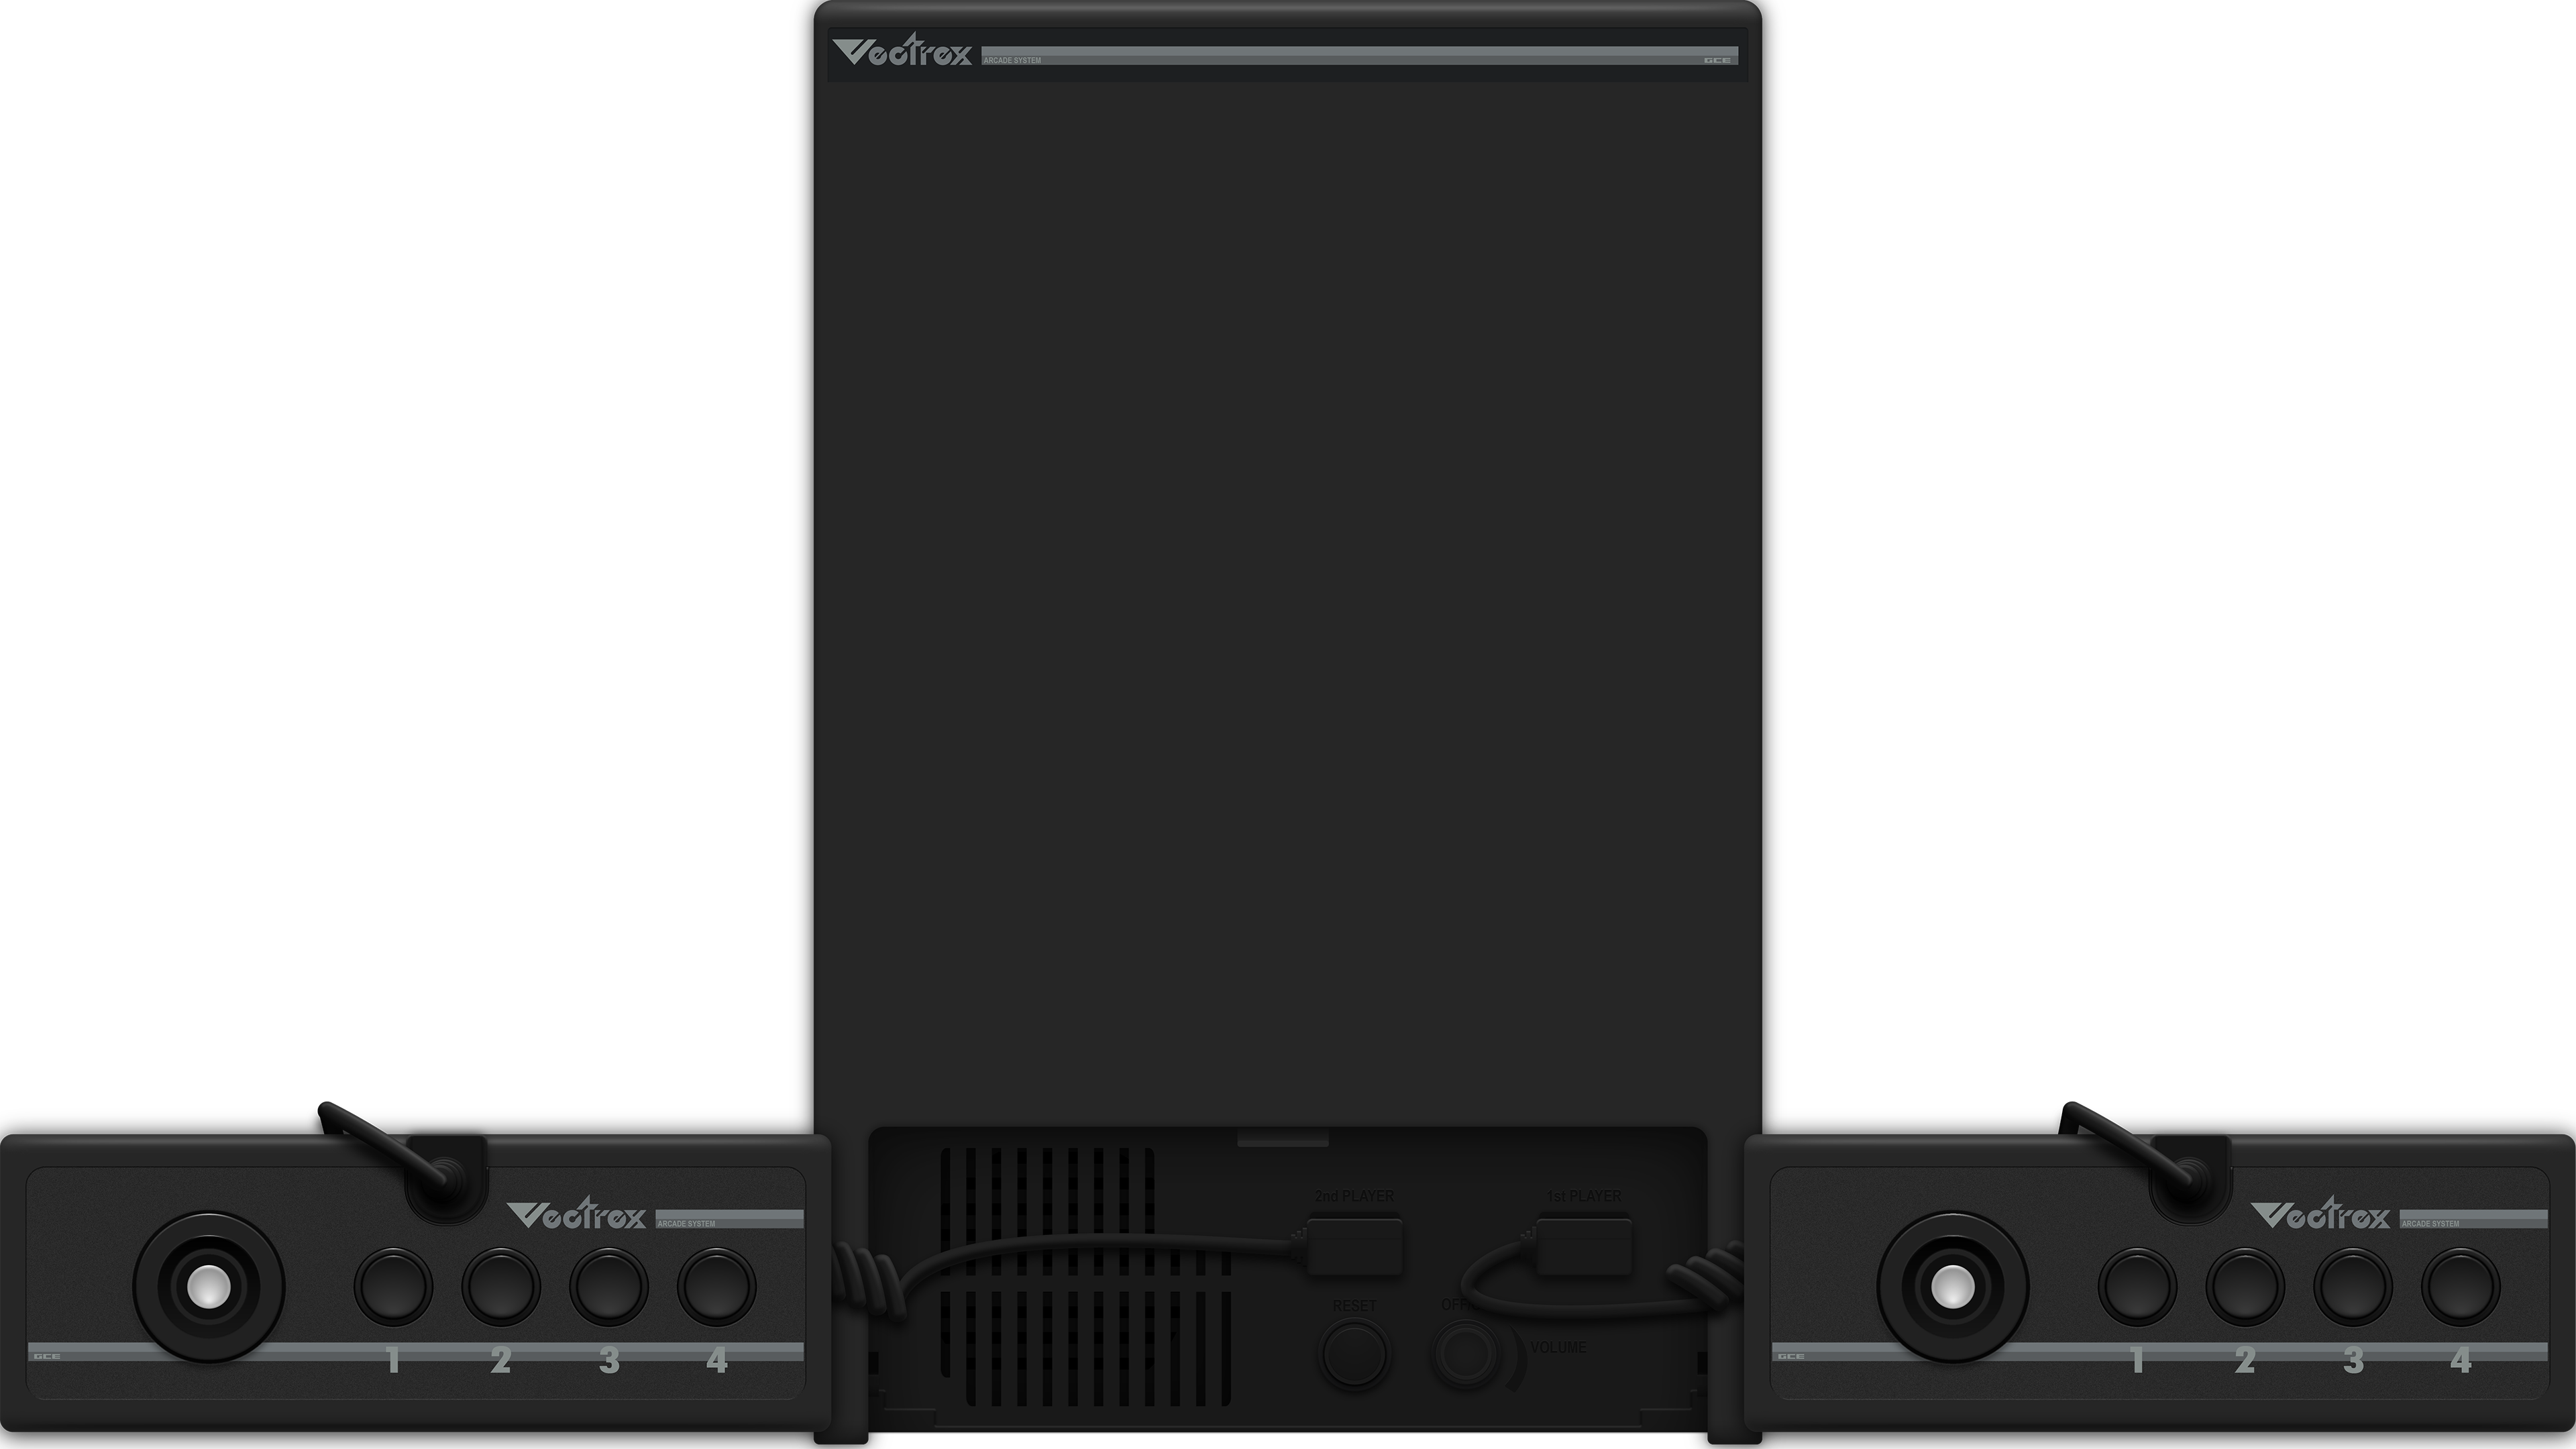 Vectrex
ARCADE SYSTEM GCE
2nd PLAYER 1st PLAYER
Vectrex
ARCADE SYSTEM
Vectrex
ARCADE SYSTEM
RESET
VOLUME
GCE 1 2 3 4
GCE 1 2 3 4